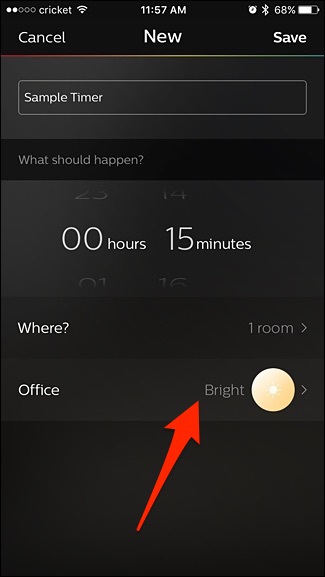 cricket 11:57 AM 68%
Cancel New Save
Sample Timer
What should happen?
23 14
00 hours 15 minutes
01 16
Where? 1 room
Office Bright